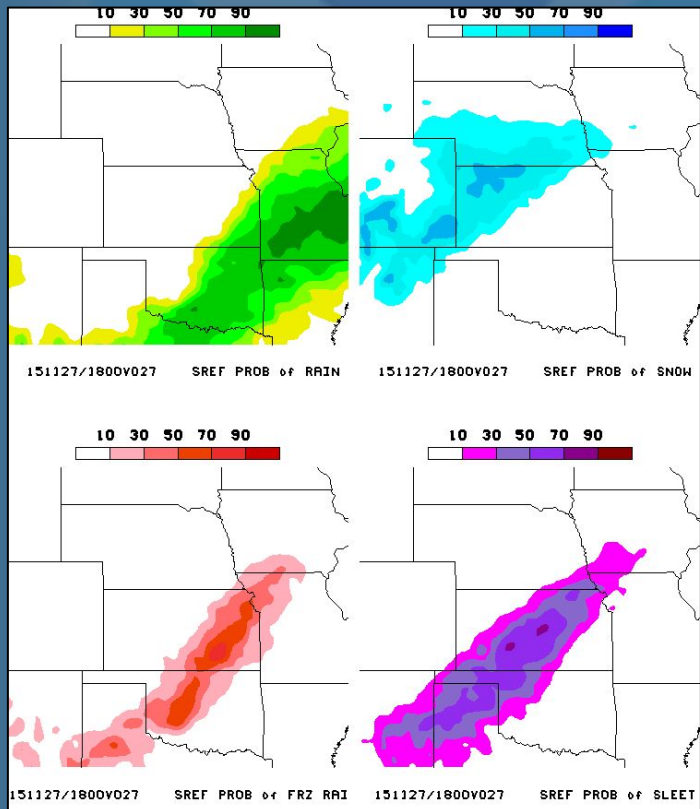 10 30 50 70 90
10 30 50 70 90
151127/1800V027 SREF PROB of RAIN
151127/1800V027 SREF PROB of SNOW
10 30 50 70 90
10 30 50 70 90
151127/1800V027 SREF PROB of FRZ RAI
151127/1800V027 SREF PROB of SLEET